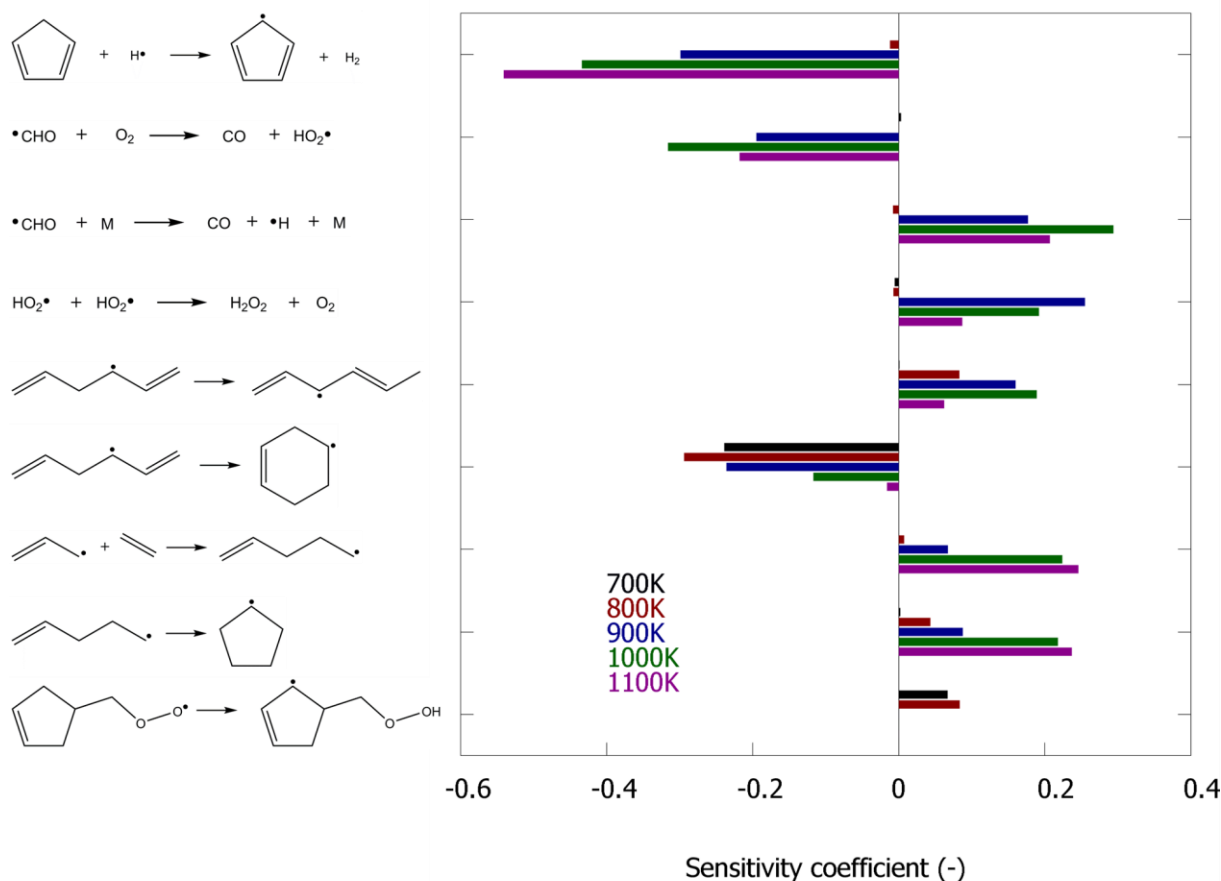 + H• → + H₂
•CHO + O₂ → CO + HO₂•
•CHO + M → CO + •H + M
HO₂• + HO₂• → H₂O₂ + O₂
+
O O• → O OH
700K
800K
900K
1000K
1100K
-0.6 -0.4 -0.2 0 0.2 0.4
Sensitivity coefficient (-)